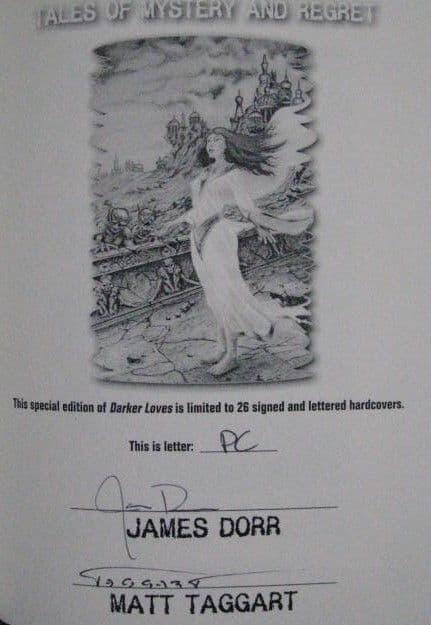 TALES OF MYSTERY AND REGRET
This special edition of Darker Loves is limited to 26 signed and lettered hardcovers.
This is letter: PC
JAMES DORR
MATT TAGGART